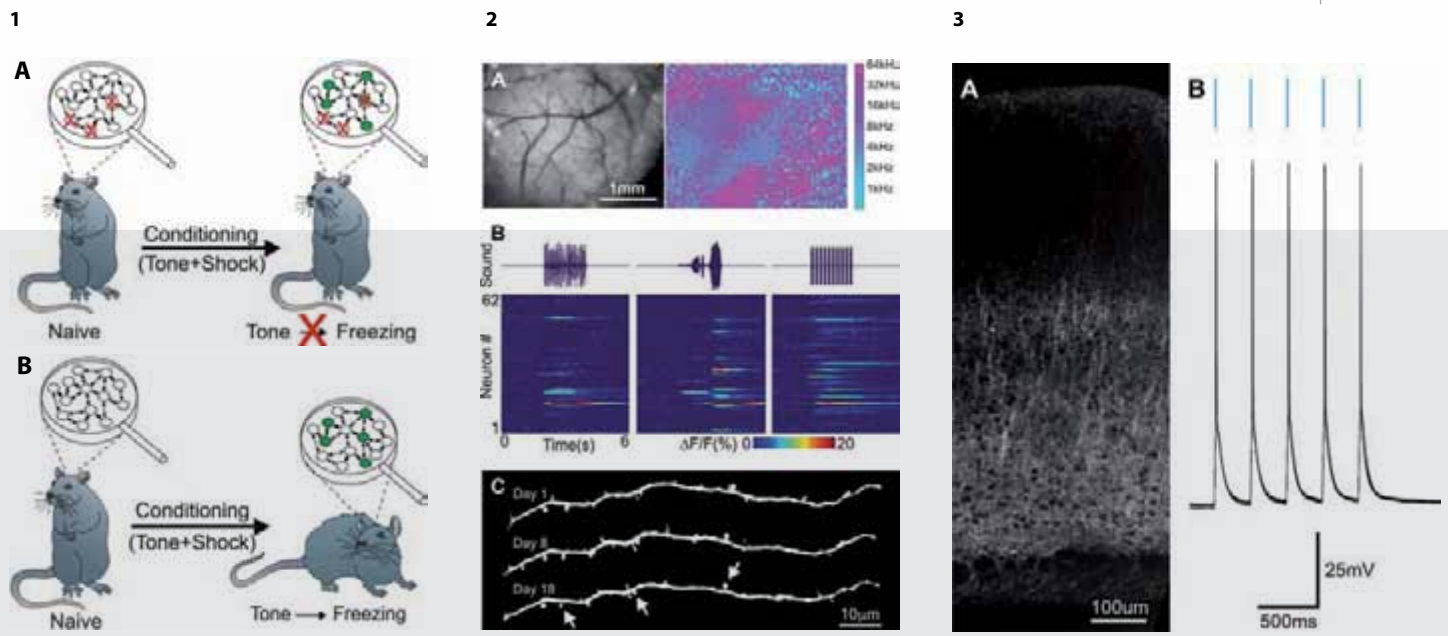 1
A
Conditioning
(Tone+Shock)
Naive
Tone Freezing
B
Conditioning
(Tone+Shock)
Naive
Tone Freezing
2
A
1mm
64kHz
32kHz
16kHz
8kHz
4kHz
2kHz
1kHz
B
Sound
62
Neuron #
1
0 Time(s) 6 ΔF/F(%) 0 20
C
Day 1
Day 8
Day 18
10µm
3
A
100um
B
25mV
500ms